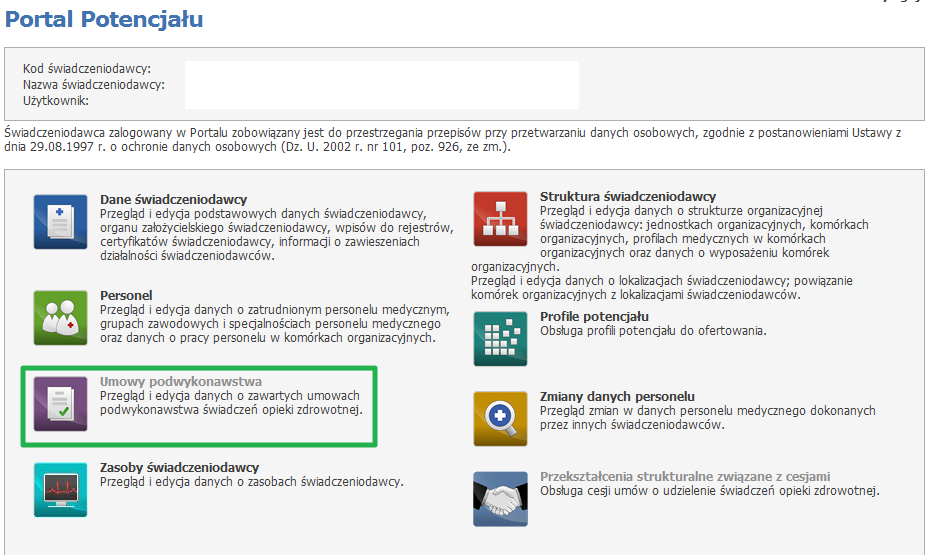 Portal Potencjału
Kod świadczeniodawcy:
Nazwa świadczeniodawcy:
Użytkownik:
Świadczeniodawca zalogowany w Portalu zobowiązany jest do przestrzegania przepisów przy przetwarzaniu danych osobowych, zgodnie z postanowieniami Ustawy z
dnia 29.08.1997 r. o ochronie danych osobowych (Dz. U. 2002 r. nr 101, poz. 926, ze zm.).
Dane świadczeniodawcy
Przegląd i edycja podstawowych danych świadczeniodawcy,
organu założycielskiego świadczeniodawcy, wpisów do rejestrów,
certyfikatów świadczeniodawcy, informacji o zawieszeniach
działalności świadczeniodawców.
Personel
Przegląd i edycja danych o zatrudnionym personelu medycznym,
grupach zawodowych i specjalnościach personelu medycznego
oraz danych o pracy personelu w komórkach organizacyjnych.
Umowy podwykonawstwa
Przegląd i edycja danych o zawartych umowach
podwykonawstwa świadczeń opieki zdrowotnej.
Zasoby świadczeniodawcy
Przegląd i edycja danych o zasobach świadczeniodawcy.
Struktura świadczeniodawcy
Przegląd i edycja danych o strukturze organizacyjnej
świadczeniodawcy: jednostkach organizacyjnych, komórkach
organizacyjnych, profilach medycznych w komórkach
organizacyjnych oraz danych o wyposażeniu komórek
organizacyjnych.
Przegląd i edycja danych o lokalizacjach świadczeniodawcy; powiązanie
komórek organizacyjnych z lokalizacjami świadczeniodawców.
Profile potencjału
Obsługa profili potencjału do ofertowania.
Zmiany danych personelu
Przegląd zmian w danych personelu medycznego dokonanych
przez innych świadczeniodawców.
Przekształcenia strukturalne związane z cesjami
Obsługa cesji umów o udzielenie świadczeń opieki zdrowotnej.